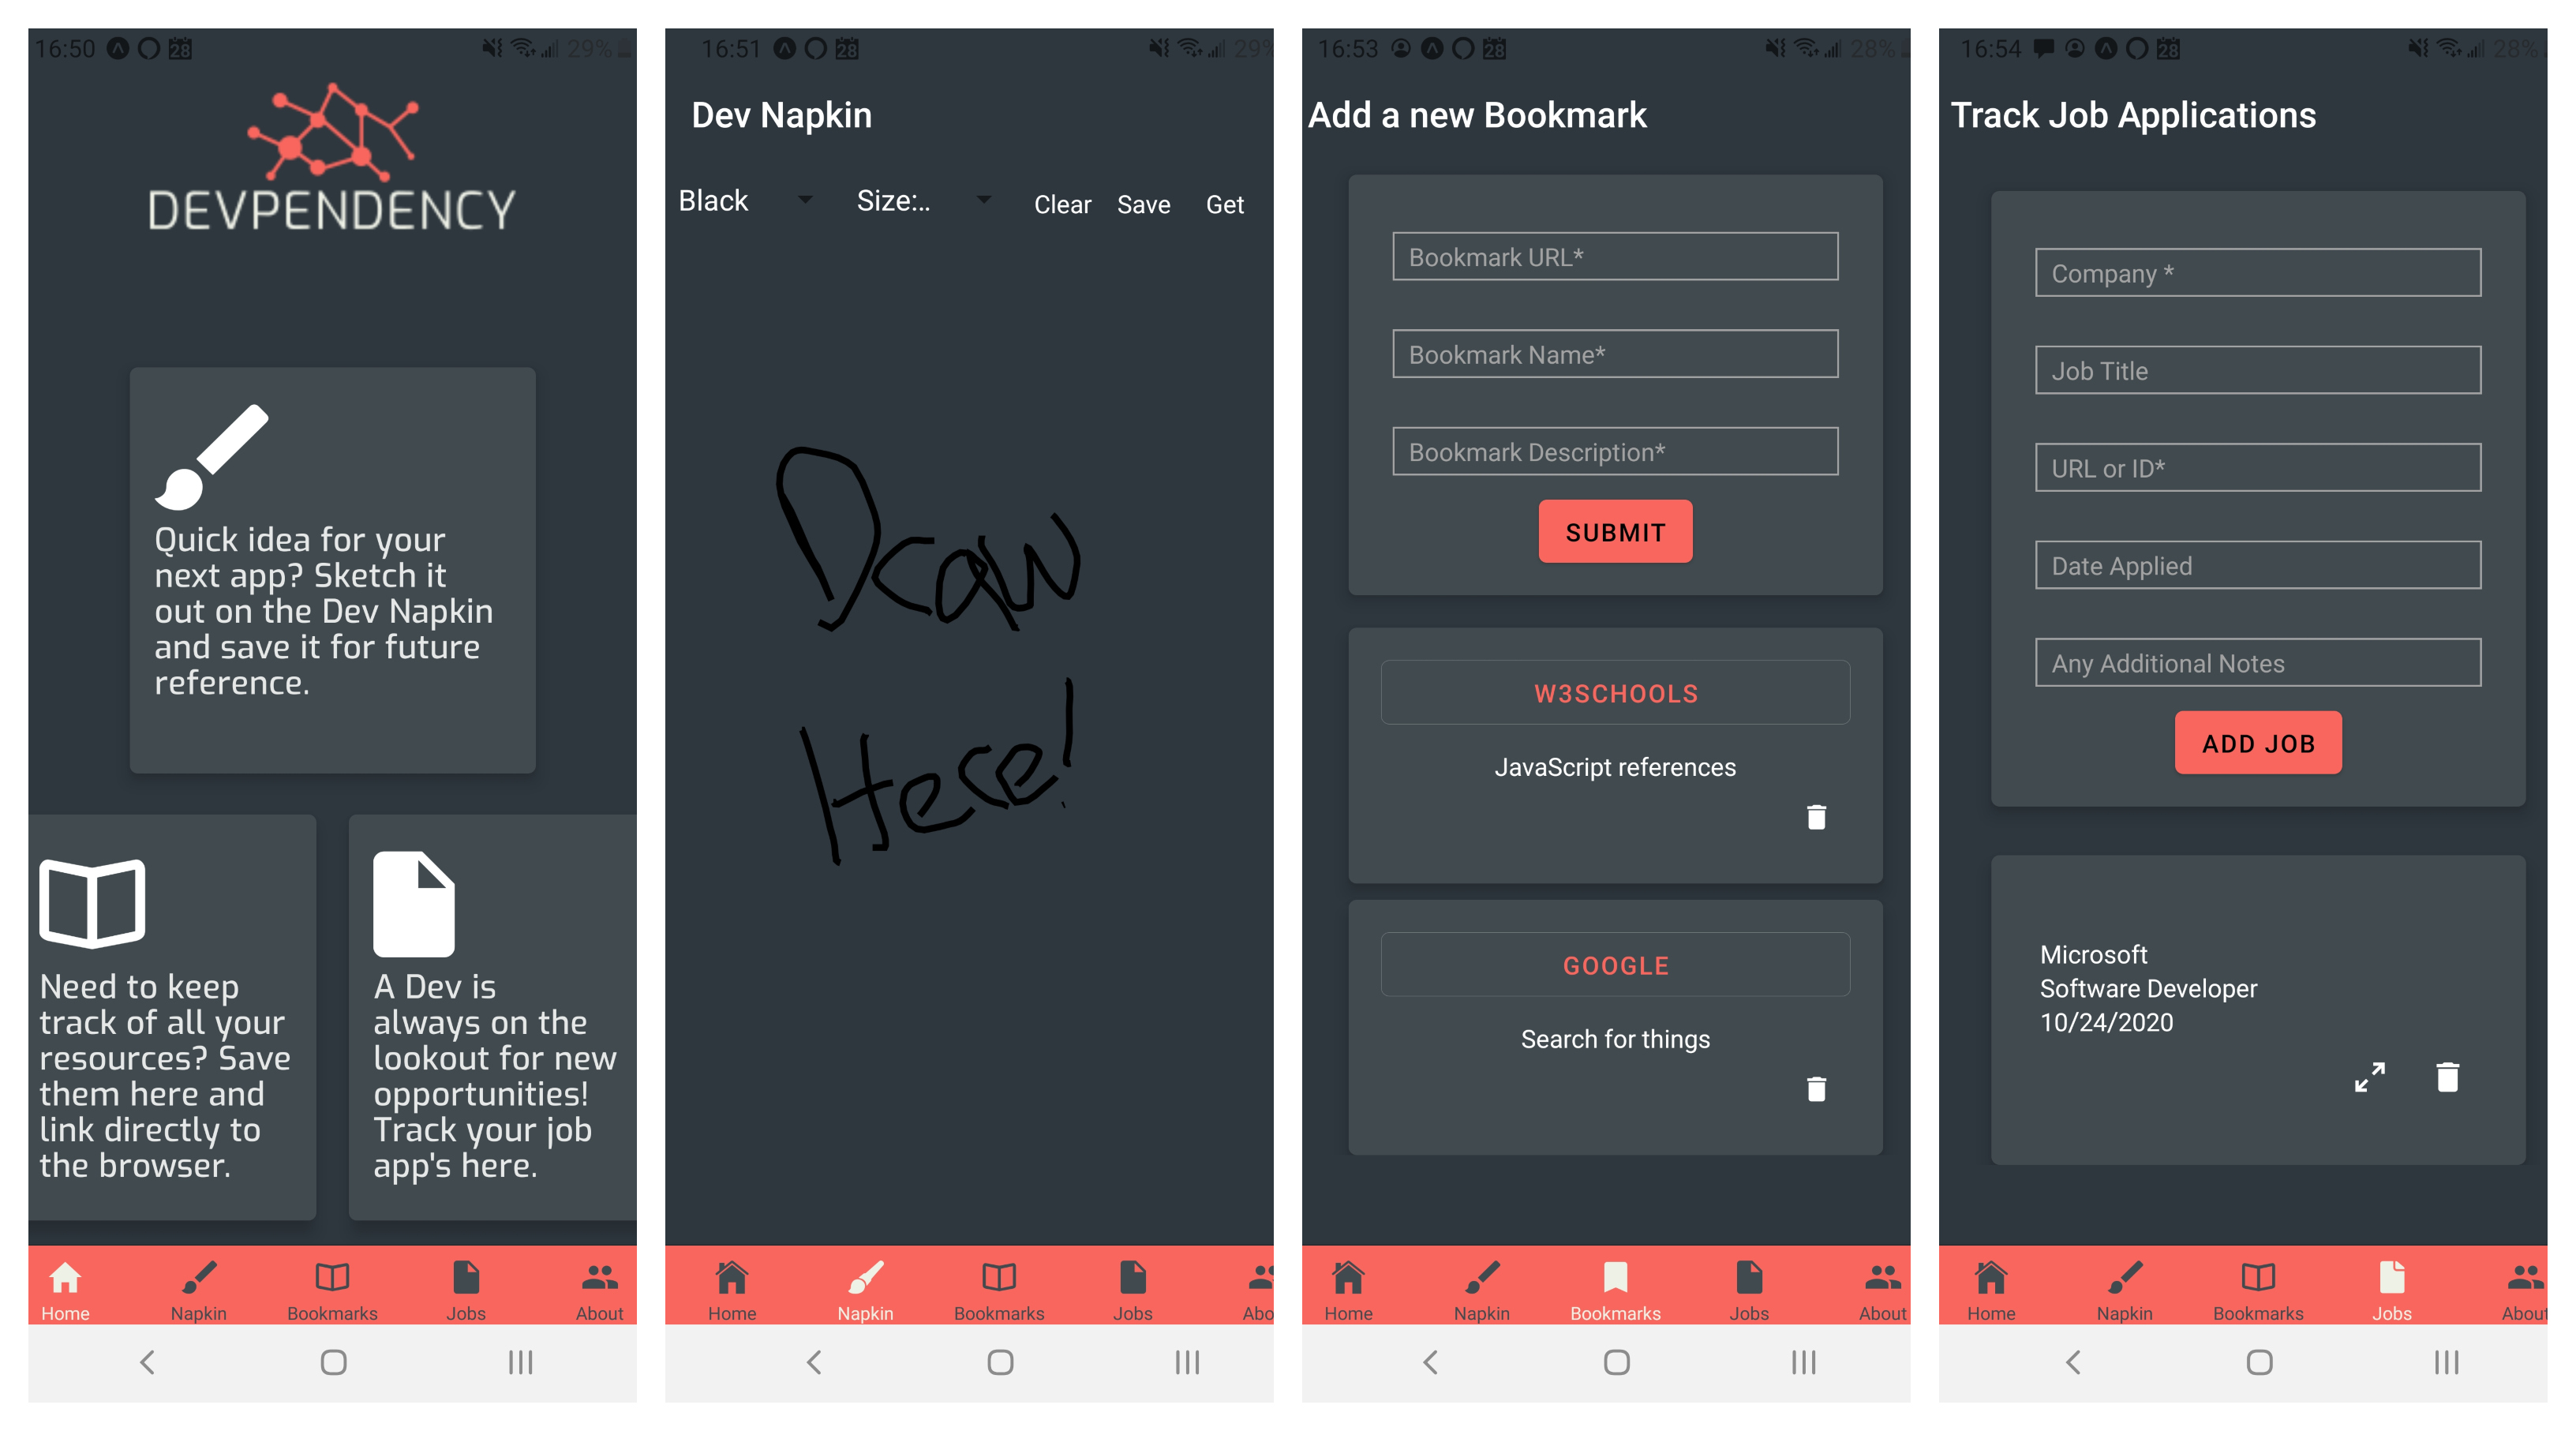 16:50 28 29%
DEVPENDENCY
Quick idea for your
next app? Sketch it
out on the Dev Napkin
and save it for future
reference.
Need to keep
track of all your
resources? Save
them here and
link directly to
the browser.
A Dev is
always on the
lookout for new
opportunities!
Track your job
app's here.
Home Napkin Bookmarks Jobs About
16:51 28 29%
Dev Napkin
Black Size:.. Clear Save Get
Draw
Here!
Home Napkin Bookmarks Jobs Abo
16:53 28 28%
Add a new Bookmark
Bookmark URL*
Bookmark Name*
Bookmark Description*
SUBMIT
W3SCHOOLS
JavaScript references
GOOGLE
Search for things
Home Napkin Bookmarks Jobs About
16:54 28 28%
Track Job Applications
Company *
Job Title
URL or ID*
Date Applied
Any Additional Notes
ADD JOB
Microsoft
Software Developer
10/24/2020
Home Napkin Bookmarks Jobs About